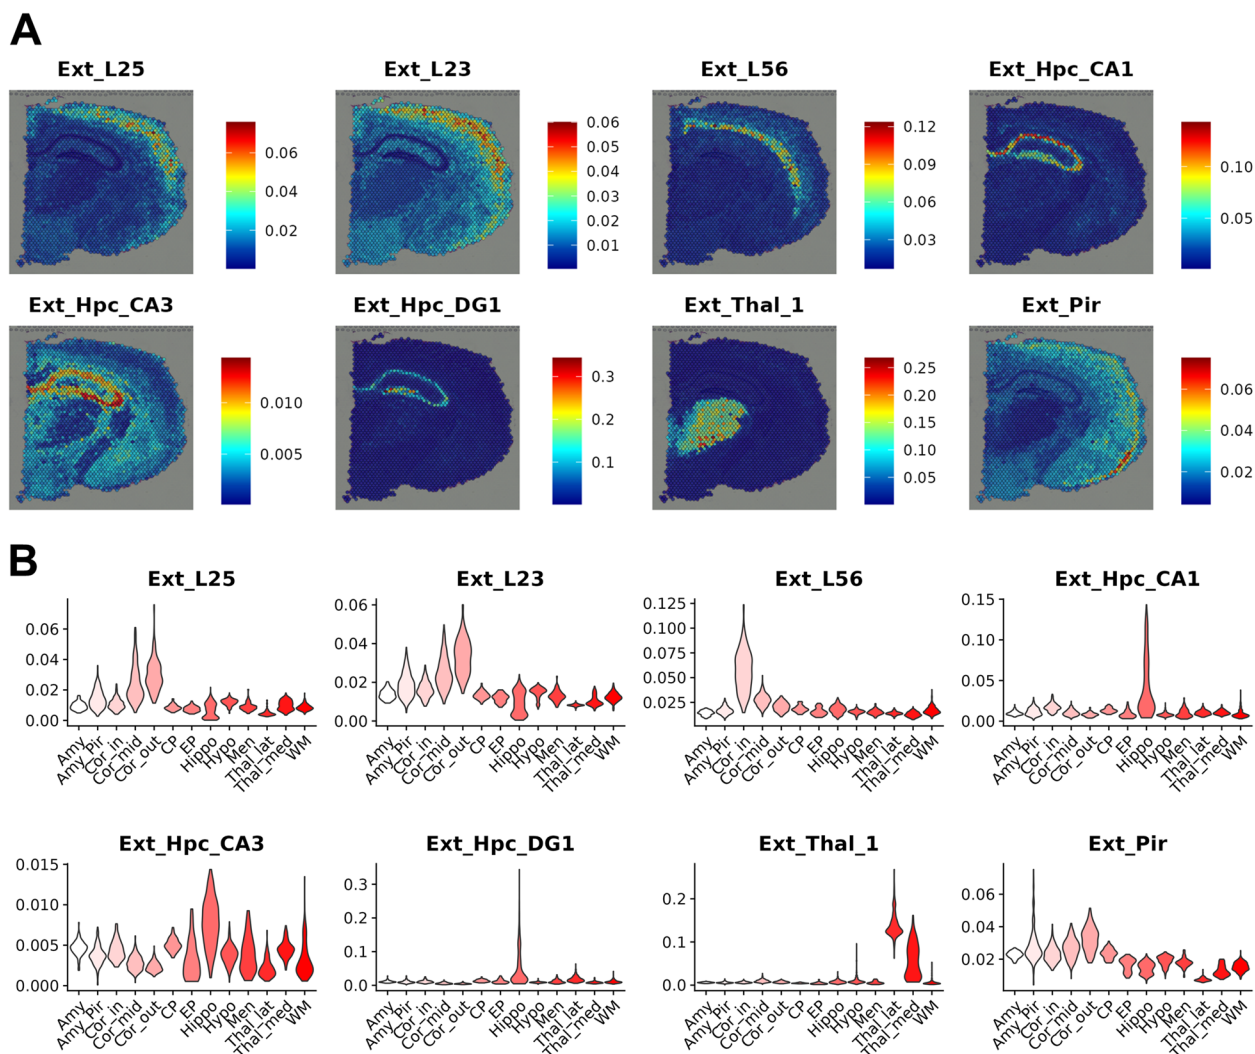 A
Ext_L25 Ext_L23 Ext_L56 Ext_Hpc_CA1
0.06 0.04 0.02
0.06 0.05 0.04 0.03 0.02 0.01
0.12 0.09 0.06 0.03
0.10 0.05
Ext_Hpc_CA3 Ext_Hpc_DG1 Ext_Thal_1 Ext_Pir
0.010 0.005
0.3 0.2 0.1
0.25 0.20 0.15 0.10 0.05
0.06 0.04 0.02
B
Ext_L25
0.06
0.04
0.02
0.00
Amy Amy_Pir Cor_in Cor_mid Cor_out CP EP Hippo Hypo Men Thal_lat Thal_med WM
Ext_L23
0.06
0.04
0.02
0.00
Amy Amy_Pir Cor_in Cor_mid Cor_out CP EP Hippo Hypo Men Thal_lat Thal_med WM
Ext_L56
0.125
0.100
0.075
0.050
0.025
Amy Amy_Pir Cor_in Cor_mid Cor_out CP EP Hippo Hypo Men Thal_lat Thal_med WM
Ext_Hpc_CA1
0.15
0.10
0.05
0.00
Amy Amy_Pir Cor_in Cor_mid Cor_out CP EP Hippo Hypo Men Thal_lat Thal_med WM
Ext_Hpc_CA3
0.015
0.010
0.005
0.000
Amy Amy_Pir Cor_in Cor_mid Cor_out CP EP Hippo Hypo Men Thal_lat Thal_med WM
Ext_Hpc_DG1
0.3
0.2
0.1
0.0
Amy Amy_Pir Cor_in Cor_mid Cor_out CP EP Hippo Hypo Men Thal_lat Thal_med WM
Ext_Thal_1
0.2
0.1
0.0
Amy Amy_Pir Cor_in Cor_mid Cor_out CP EP Hippo Hypo Men Thal_lat Thal_med WM
Ext_Pir
0.06
0.04
0.02
Amy Amy_Pir Cor_in Cor_mid Cor_out CP EP Hippo Hypo Men Thal_lat Thal_med WM